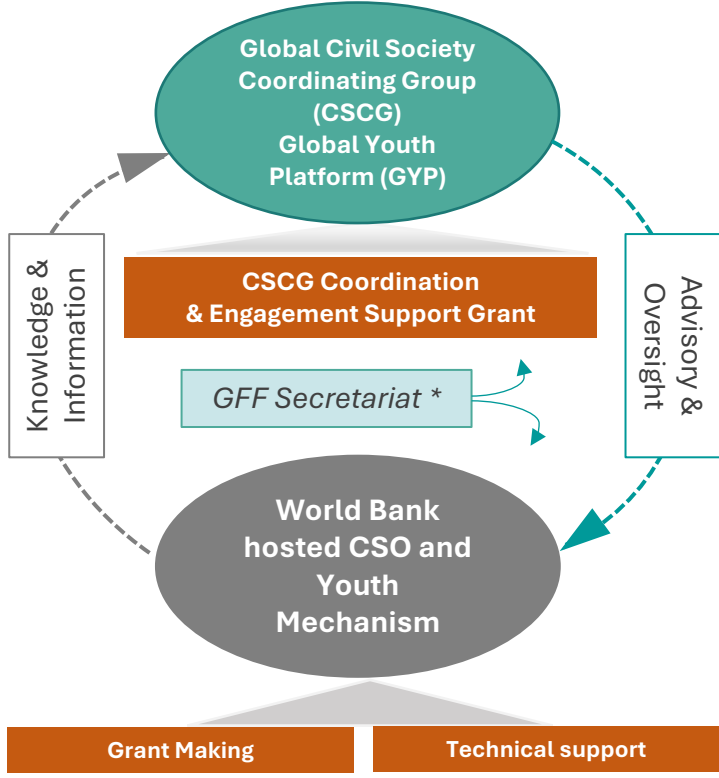 Global Civil Society
Coordinating Group
(CSCG)
Global Youth
Platform (GYP)
Knowledge &
Information
CSCG Coordination
& Engagement Support Grant
Advisory &
Oversight
GFF Secretariat *
World Bank
hosted CSO and
Youth
Mechanism
Grant Making
Technical support